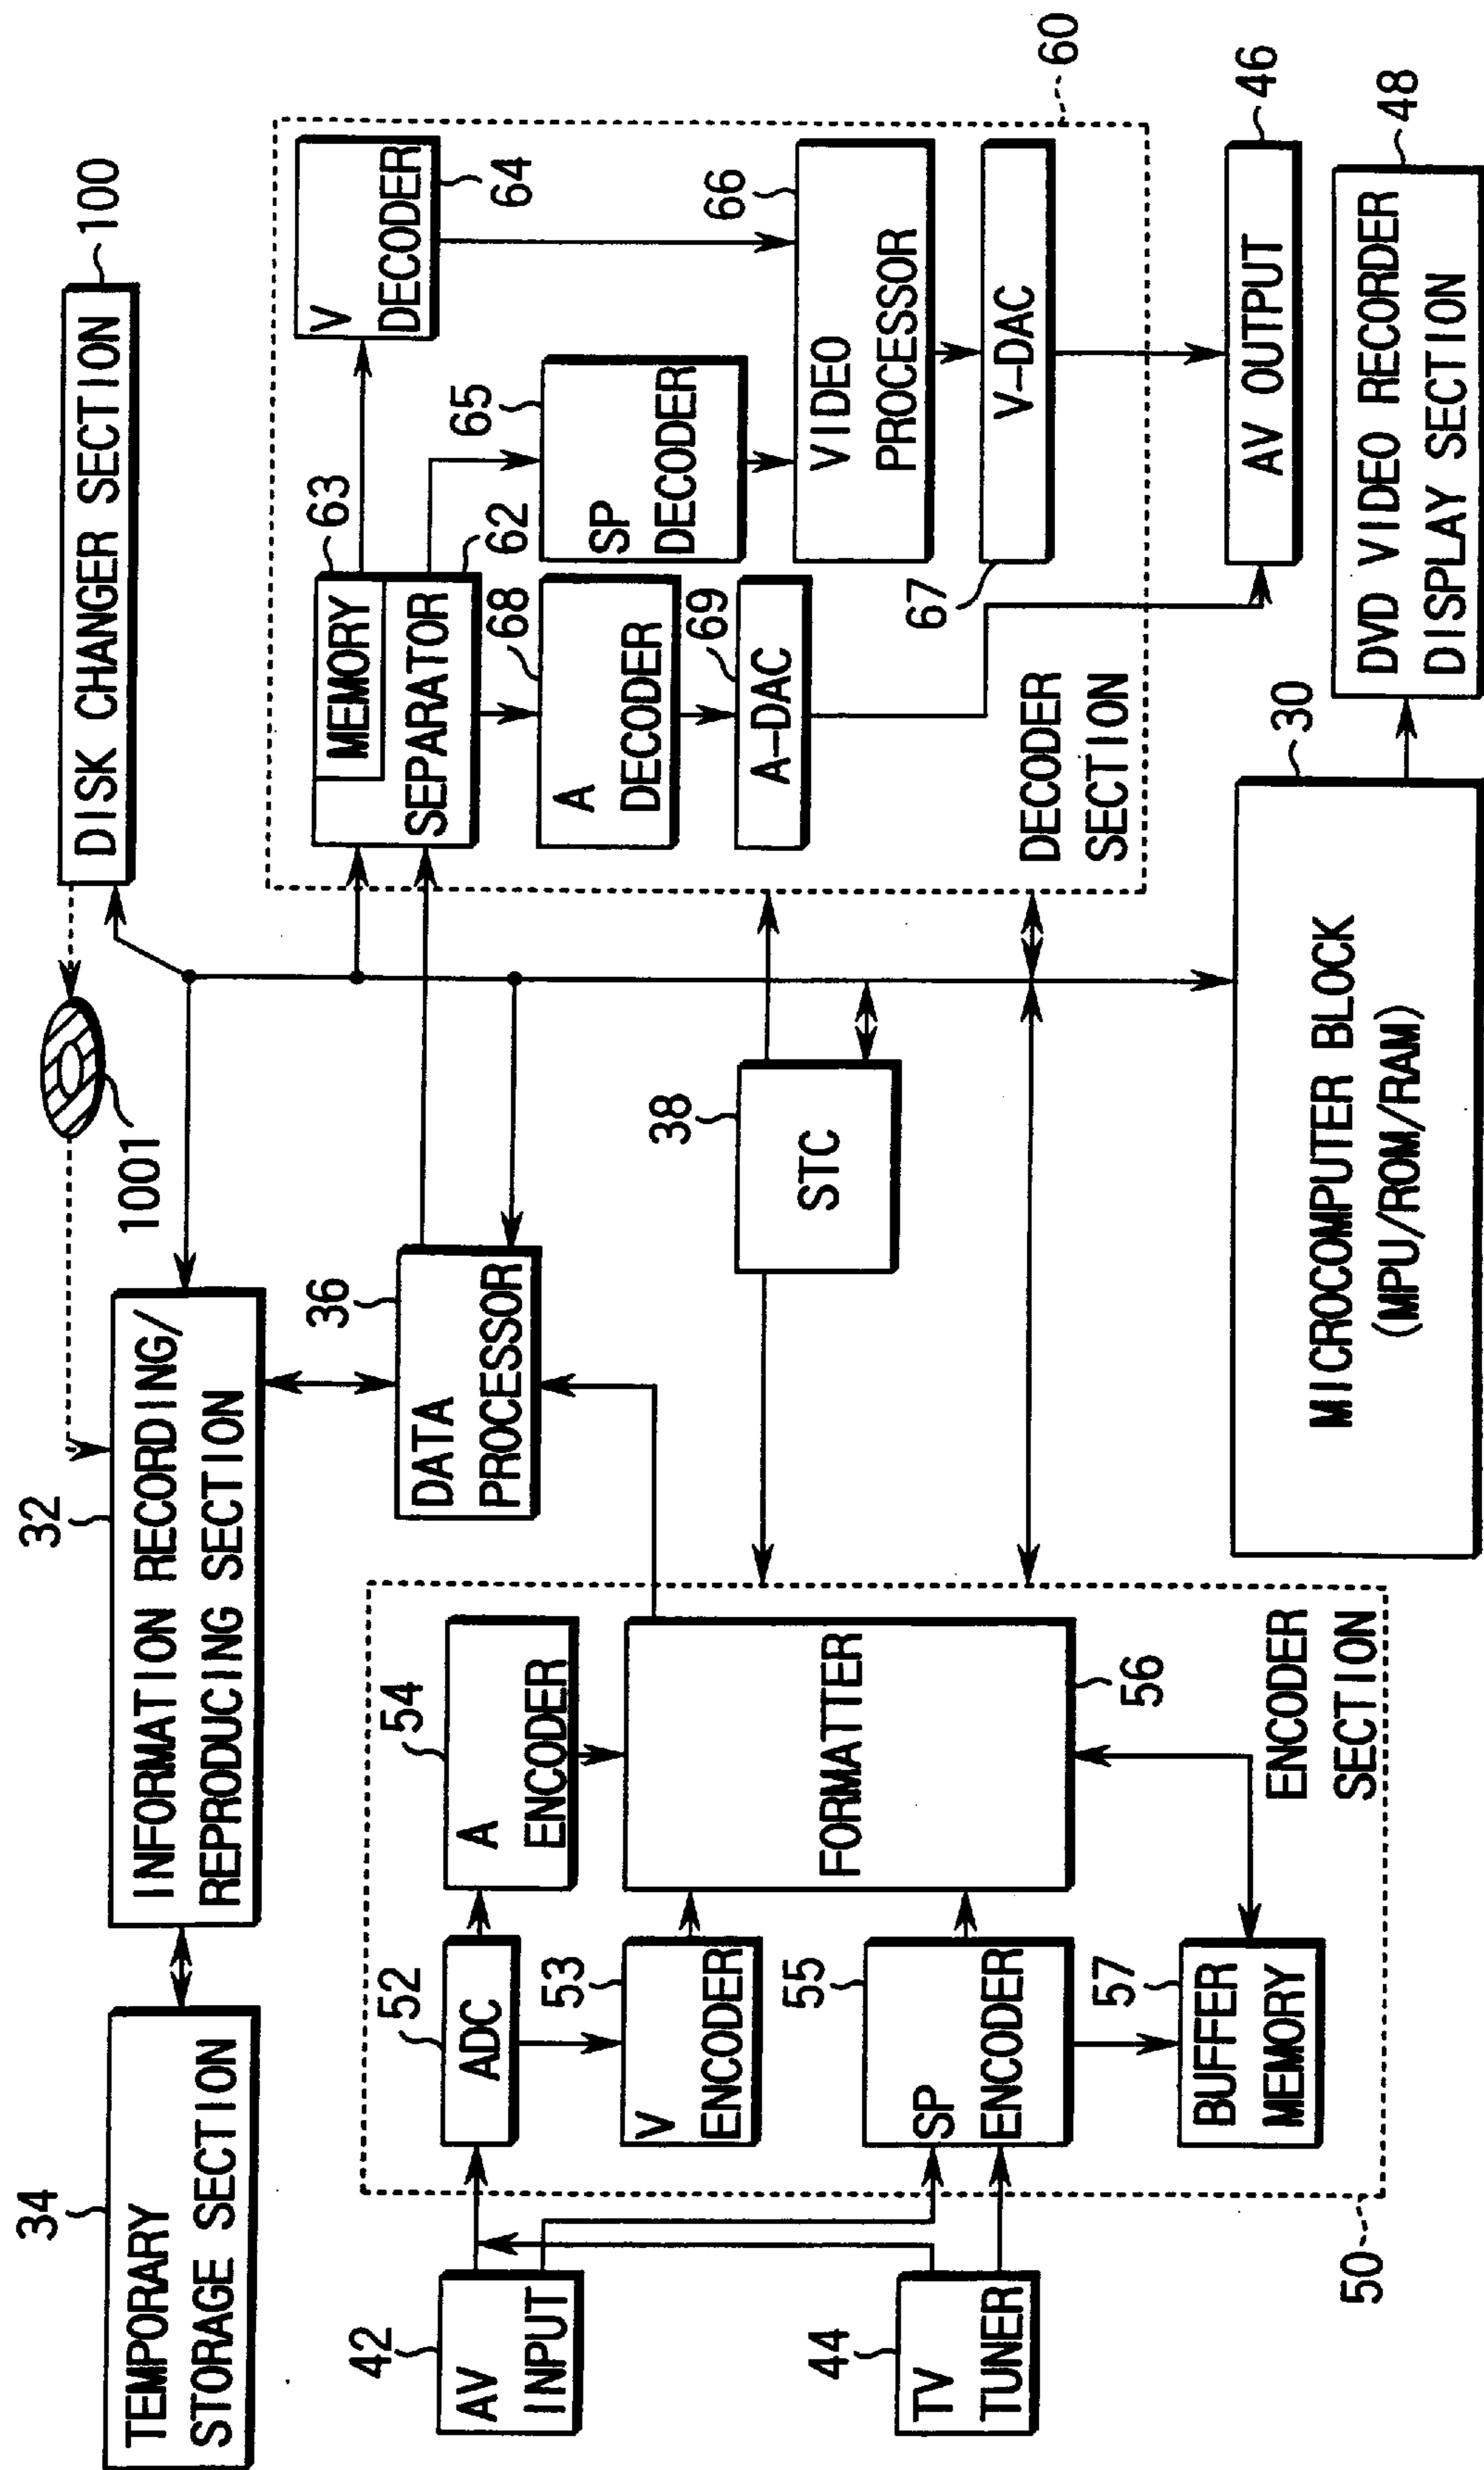 34
TEMPORARY
STORAGE SECTION
32
INFORMATION RECORDING/
REPRODUCING SECTION
1001
100
DISK CHANGER SECTION
36
DATA
PROCESSOR
42
AV
INPUT
44
TV
TUNER
50
52
ADC
54
A
ENCODER
53
V
ENCODER
55
SP
ENCODER
57
BUFFER
MEMORY
FORMATTER
56
ENCODER
SECTION
38
STC
30
MICROCOMPUTER BLOCK
(MPU/ROM/RAM)
63
MEMORY
SEPARATOR
62
V
DECODER
64
65
SP
DECODER
68
A
DECODER
69
A-DAC
66
VIDEO
PROCESSOR
67
V-DAC
DECODER
SECTION
60
46
AV OUTPUT
48
DVD VIDEO RECORDER
DISPLAY SECTION